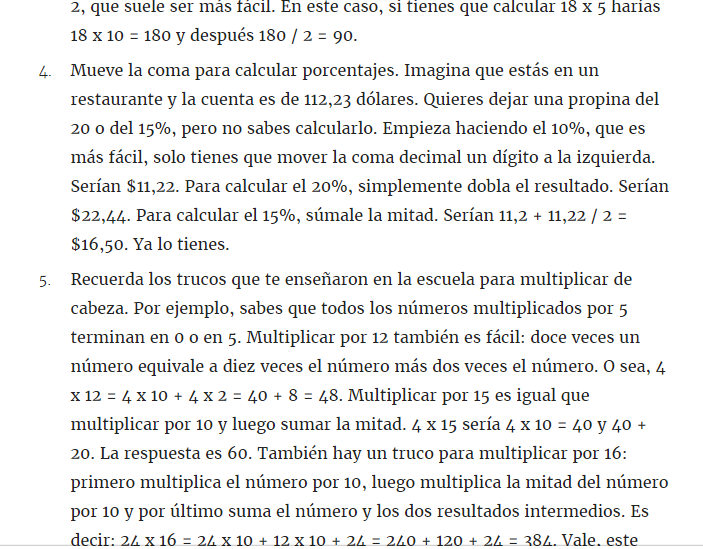 2, que suele ser más fácil. En este caso, si tienes que calcular 18 x 5 harías
18 x 10 = 180 y después 180 / 2 = 90.
4. Mueve la coma para calcular porcentajes. Imagina que estás en un
restaurante y la cuenta es de 112,23 dólares. Quieres dejar una propina del
20 o del 15%, pero no sabes calcularlo. Empieza haciendo el 10%, que es
más fácil, solo tienes que mover la coma decimal un dígito a la izquierda.
Serían $11,22. Para calcular el 20%, simplemente dobla el resultado. Serían
$22,44. Para calcular el 15%, súmale la mitad. Serían 11,2 + 11,22 / 2 =
$16,50. Ya lo tienes.
5. Recuerda los trucos que te enseñaron en la escuela para multiplicar de
cabeza. Por ejemplo, sabes que todos los números multiplicados por 5
terminan en 0 o en 5. Multiplicar por 12 también es fácil: doce veces un
número equivale a diez veces el número más dos veces el número. O sea, 4
x 12 = 4 x 10 + 4 x 2 = 40 + 8 = 48. Multiplicar por 15 es igual que
multiplicar por 10 y luego sumar la mitad. 4 x 15 sería 4 x 10 = 40 y 40 +
20. La respuesta es 60. También hay un truco para multiplicar por 16:
primero multiplica el número por 10, luego multiplica la mitad del número
por 10 y por último suma el número y los dos resultados intermedios. Es
decir: 24 x 16 = 24 x 10 + 12 x 10 + 24 = 240 + 120 + 24 = 384. Vale, este